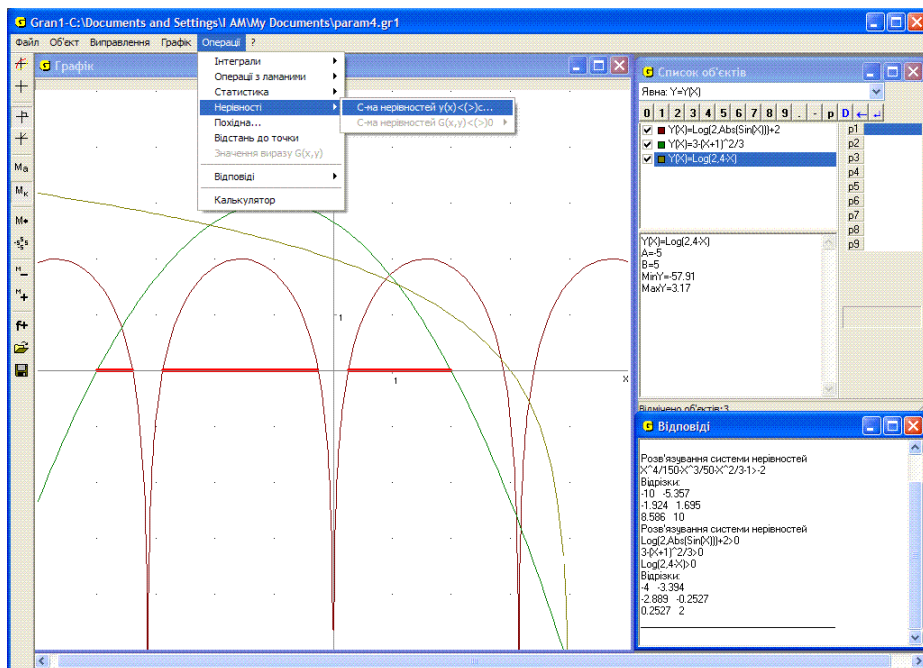 Gran1-C:\Documents and Settings\I AM\My Documents\param4.gr1
Файл Об'єкт Виправлення Графік Операції ?
Інтеграли
Операції з ламаними
Статистика
Нерівності
Похідна...
Відстань до точки
Значення виразу G(x,y)
Відповіді
Калькулятор
С-на нерівностей y(x)<(>)c...
С-на нерівностей G(x,y)<(>)0
Графік
1
1
X
Ma
Mк
M
-s s
M
M+
f+
Список об'єктів
Явна: Y=Y(X)
0 1 2 3 4 5 6 7 8 9 . - p D ← ↵
Y(X)=Log(2,Abs(Sin(X)))+2
Y(X)=3-(X+1)^2/3
Y(X)=Log(2,4-X)
p1
p2
p3
p4
p5
p6
p7
p8
p9
Y(X)=Log(2,4-X)
A=-5
B=5
MinY=-57.91
MaxY=3.17
Відмічено об'єктів:3
Відповіді
Розв'язування системи нерівностей
X^4/150-X^3/50-X^2/3-1>-2
Відрізки:
-10 -5.357
-1.924 1.695
8.586 10
Розв'язування системи нерівностей
Log(2,Abs(Sin(X)))+2>0
3-(X+1)^2/3>0
Log(2,4-X)>0
Відрізки:
-4 -3.394
-2.889 -0.2527
0.2527 2